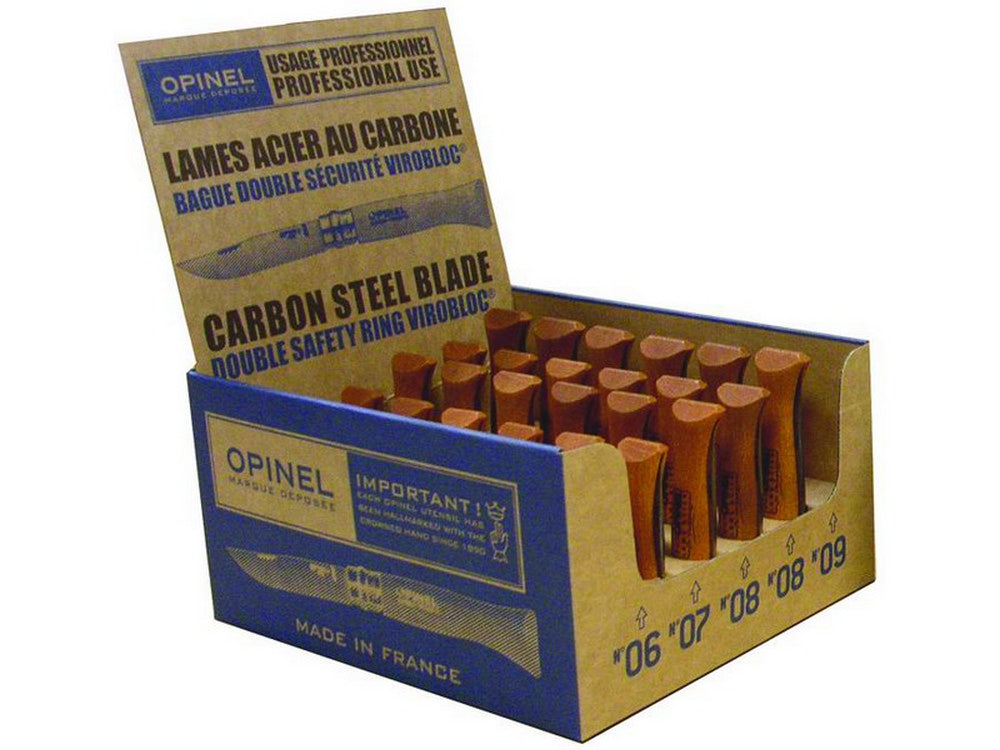 OPINEL
MARQUE DÉPOSÉE
USAGE PROFESSIONNEL
PROFESSIONAL USE
LAMES ACIER AU CARBONE
BAGUE DOUBLE SÉCURITÉ VIROBLOC®
OPINEL
CARBON STEEL BLADE
DOUBLE SAFETY RING VIROBLOC®
OPINEL
MARQUE DÉPOSÉE
IMPORTANT!
EACH OPINEL UTENSIL HAS
BEEN HALLMARKED WITH THE
CROWNED HAND SINCE 1890
MADE IN FRANCE
N°06 N°07 N°08 N°08 N°09